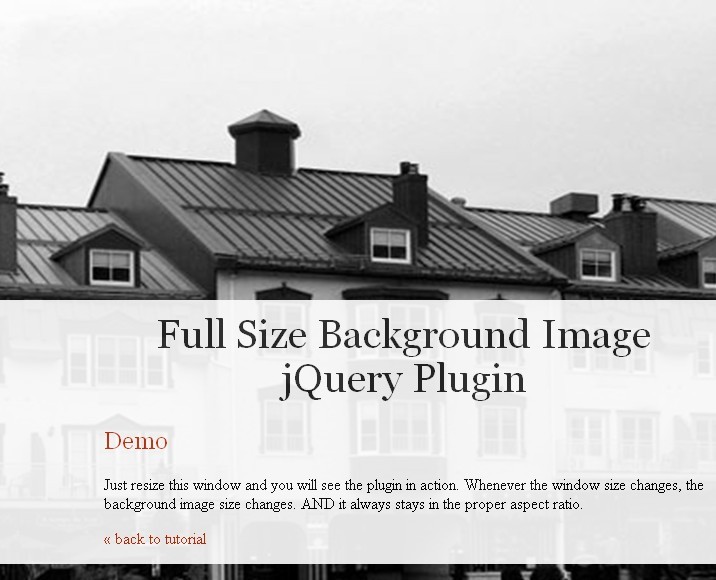 Full Size Background Image
jQuery Plugin
Demo
Just resize this window and you will see the plugin in action. Whenever the window size changes, the
background image size changes. AND it always stays in the proper aspect ratio.
« back to tutorial